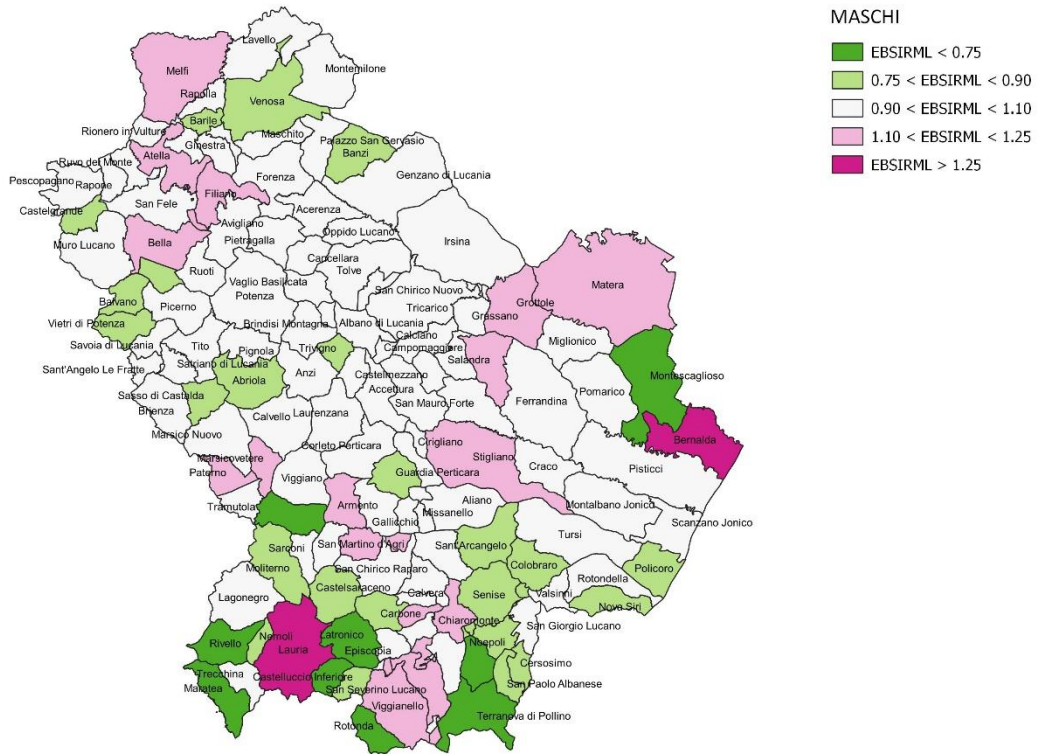 MASCHI
EBSIRML < 0.75
0.75 < EBSIRML < 0.90
0.90 < EBSIRML < 1.10
1.10 < EBSIRML < 1.25
EBSIRML > 1.25
Lavello
Melfi
Montemilone
Rapolla
Venosa
Barile
Rionero in Vulture
Maschito
Palazzo San Gervasio
Ginestra
Banzi
Atella
Ruvo del Monte
Genzano di Lucania
Forenza
Pescopagano
Rapone
Filiano
San Fele
Castelgrande
Acerenza
Avigliano
Oppido Lucano
Pietragalla
Irsina
Muro Lucano
Bella
Cancellara
Ruoti
Tolve
Vaglio Basilicata
Matera
San Chirico Nuovo
Potenza
Balvano
Grottole
Picerno
Tricarico
Grassano
Vietri di Potenza
Brindisi Montagna
Albano di Lucania
Calciano
Miglionico
Savoia di Lucania
Tito
Pignola
Trivigno
Campomaggiore
Salandra
Sant'Angelo Le Fratte
Satriano di Lucania
Anzi
Castelmezzano
Montescaglioso
Abriola
Accettura
Pomarico
Sasso di Castalda
San Mauro Forte
Ferrandina
Brienza
Calvello
Laurenzana
Marsico Nuovo
Bernalda
Corleto Perticara
Cirigliano
Marsicovetere
Stigliano
Pisticci
Paterno
Viggiano
Guardia Perticara
Craco
Tramutola
Armento
Aliano
Montalbano Jonico
Missanello
Gallicchio
Scanzano Jonico
Tursi
Sarconi
San Martino d'Agri
Sant'Arcangelo
Moliterno
San Chirico Raparo
Colobraro
Policoro
Rotondella
Castelsaraceno
Calvera
Senise
Valsinni
Lagonegro
Nova Siri
Carbone
Chiaromonte
San Giorgio Lucano
Nemoli
Latronico
Rivello
Noepoli
Lauria
Episcopia
Cersosimo
Trecchina
Castelluccio Inferiore
San Paolo Albanese
Maratea
San Severino Lucano
Viggianello
Terranova di Pollino
Rotonda